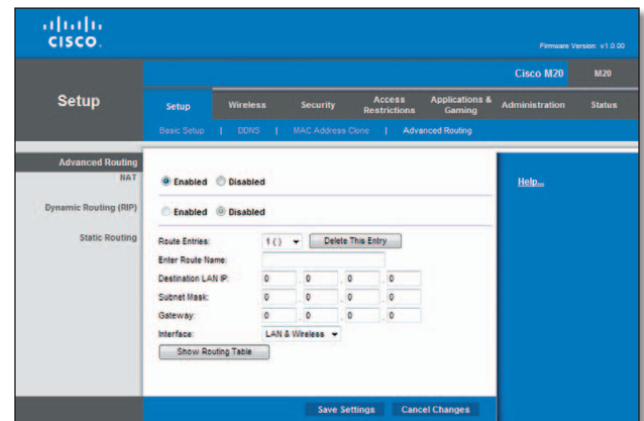 CISCO
Firmware Version: v1.0.00
Cisco M20 M20
Setup
Setup Wireless Security Access Restrictions Applications & Gaming Administration Status
Basic Setup | DDNS | MAC Address Clone | Advanced Routing
Advanced Routing
NAT
Enabled Disabled
Help...
Dynamic Routing (RIP)
Enabled Disabled
Static Routing
Route Entries: 1 ( ) Delete This Entry
Enter Route Name:
Destination LAN IP: 0 . 0 . 0 . 0
Subnet Mask: 0 . 0 . 0 . 0
Gateway: 0 . 0 . 0 . 0
Interface: LAN & Wireless
Show Routing Table
Save Settings Cancel Changes